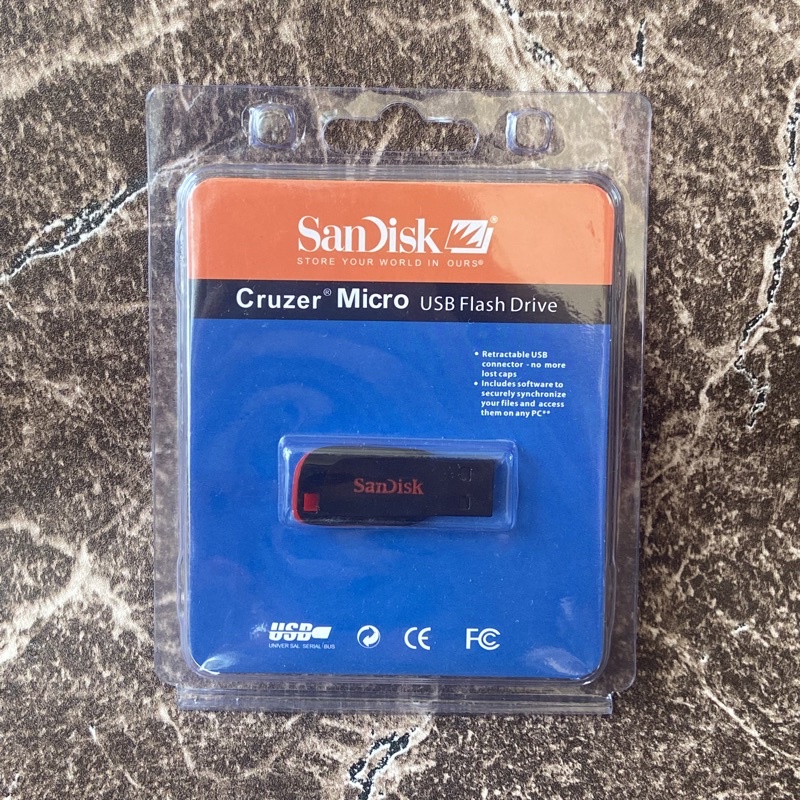 SanDisk®
STORE YOUR WORLD IN OURS®
Cruzer® Micro USB Flash Drive
• Retractable USB
connector - no more
lost caps
• Includes software to
securely synchronize
your files and access
them on any PC**
SanDisk
USB
UNIVERSAL SERIAL BUS
CE
FC